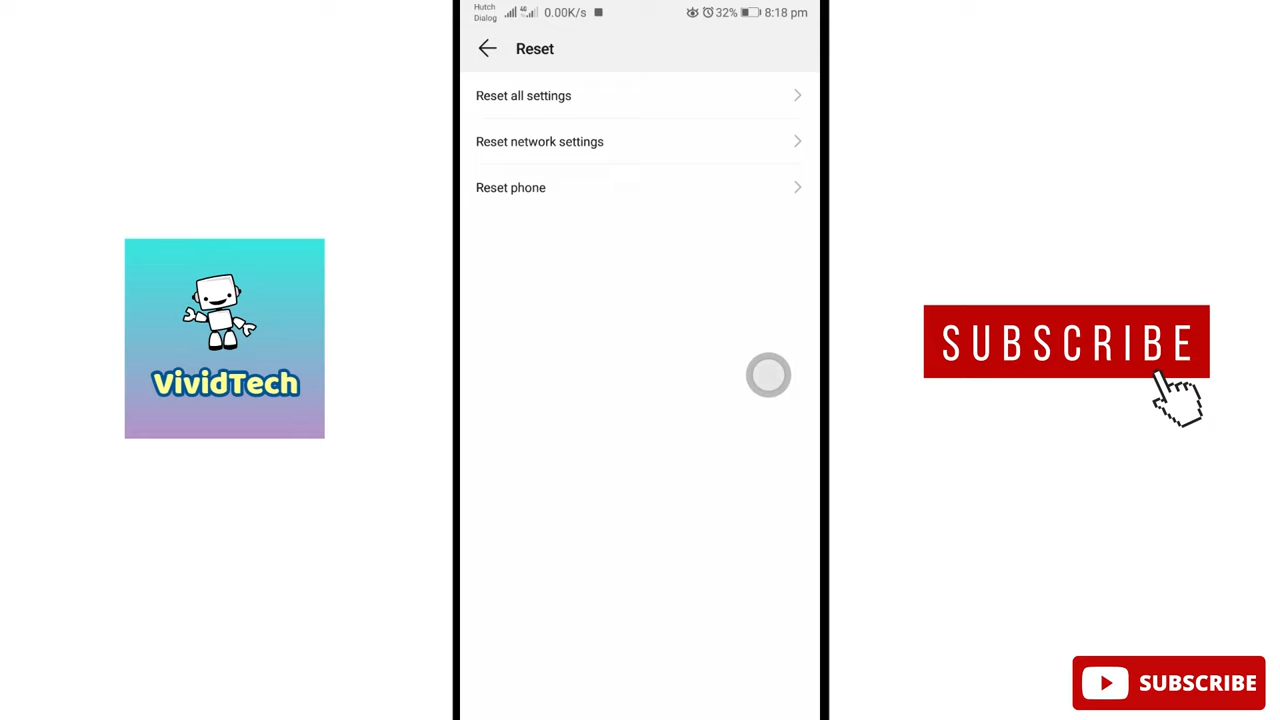 Hutch
Dialog
4G
0.00K/s
32%
8:18 pm
Reset
Reset all settings
Reset network settings
Reset phone
VividTech
SUBSCRIBE
SUBSCRIBE